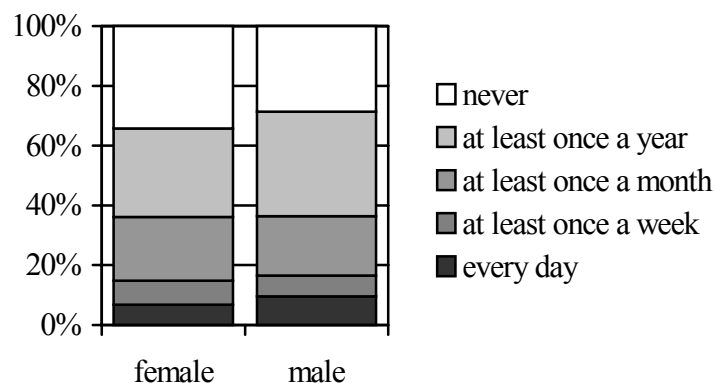 100%
80%
60%
40%
20%
0%
female male
never
at least once a year
at least once a month
at least once a week
every day